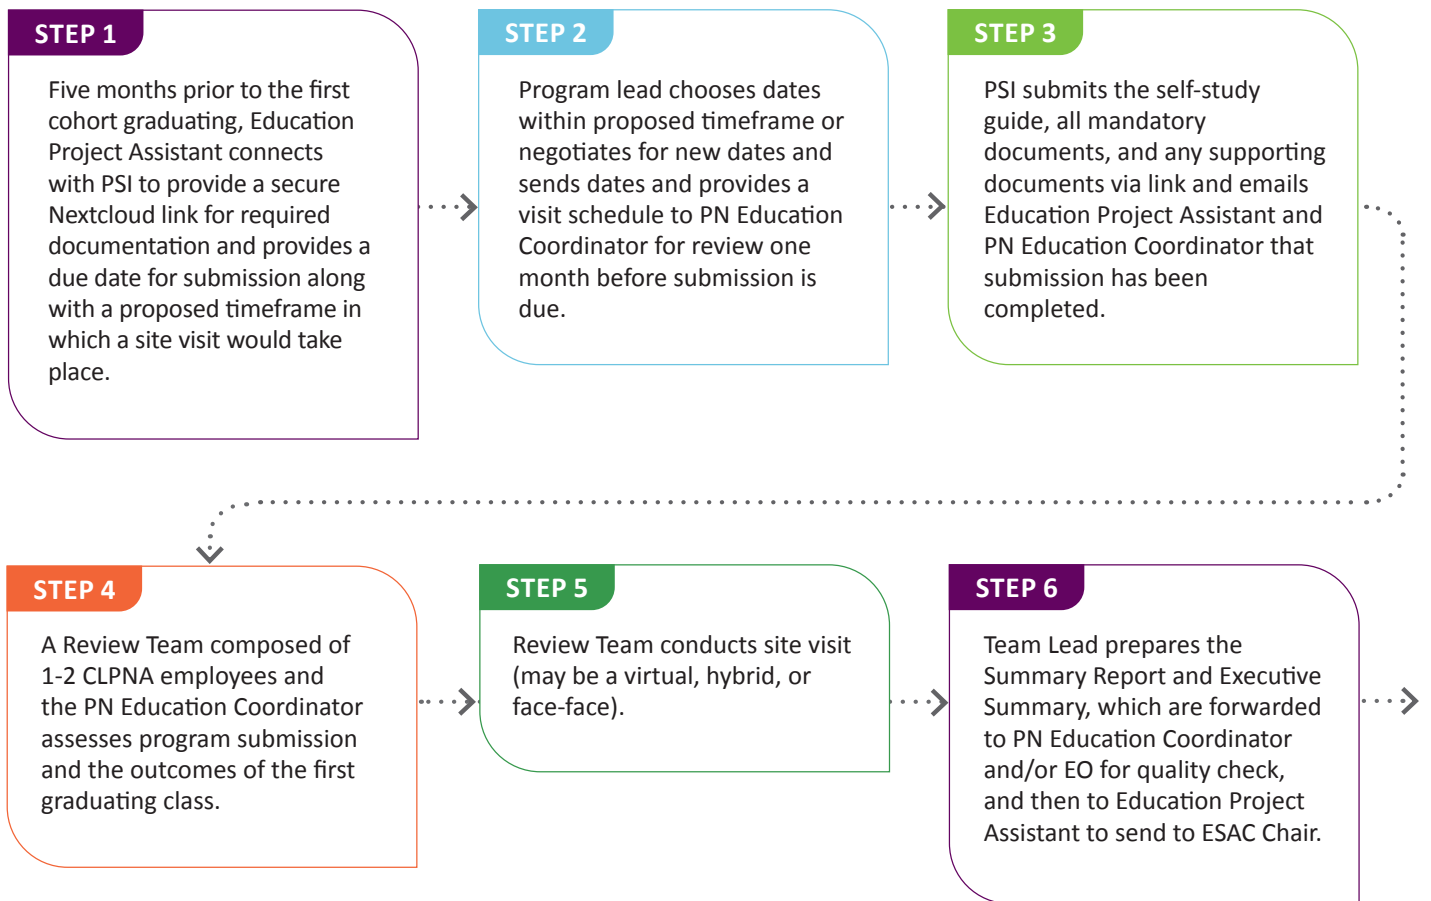 STEP 1
Five months prior to the first
cohort graduating, Education
Project Assistant connects
with PSI to provide a secure
Nextcloud link for required
documentation and provides a
due date for submission along
with a proposed timeframe in
which a site visit would take
place.
STEP 2
Program lead chooses dates
within proposed timeframe or
negotiates for new dates and
sends dates and provides a
visit schedule to PN Education
Coordinator for review one
month before submission is
due.
STEP 3
PSI submits the self-study
guide, all mandatory
documents, and any supporting
documents via link and emails
Education Project Assistant and
PN Education Coordinator that
submission has been
completed.
STEP 4
A Review Team composed of
1-2 CLPNA employees and
the PN Education Coordinator
assesses program submission
and the outcomes of the first
graduating class.
STEP 5
Review Team conducts site visit
(may be a virtual, hybrid, or
face-face).
STEP 6
Team Lead prepares the
Summary Report and Executive
Summary, which are forwarded
to PN Education Coordinator
and/or EO for quality check,
and then to Education Project
Assistant to send to ESAC Chair.